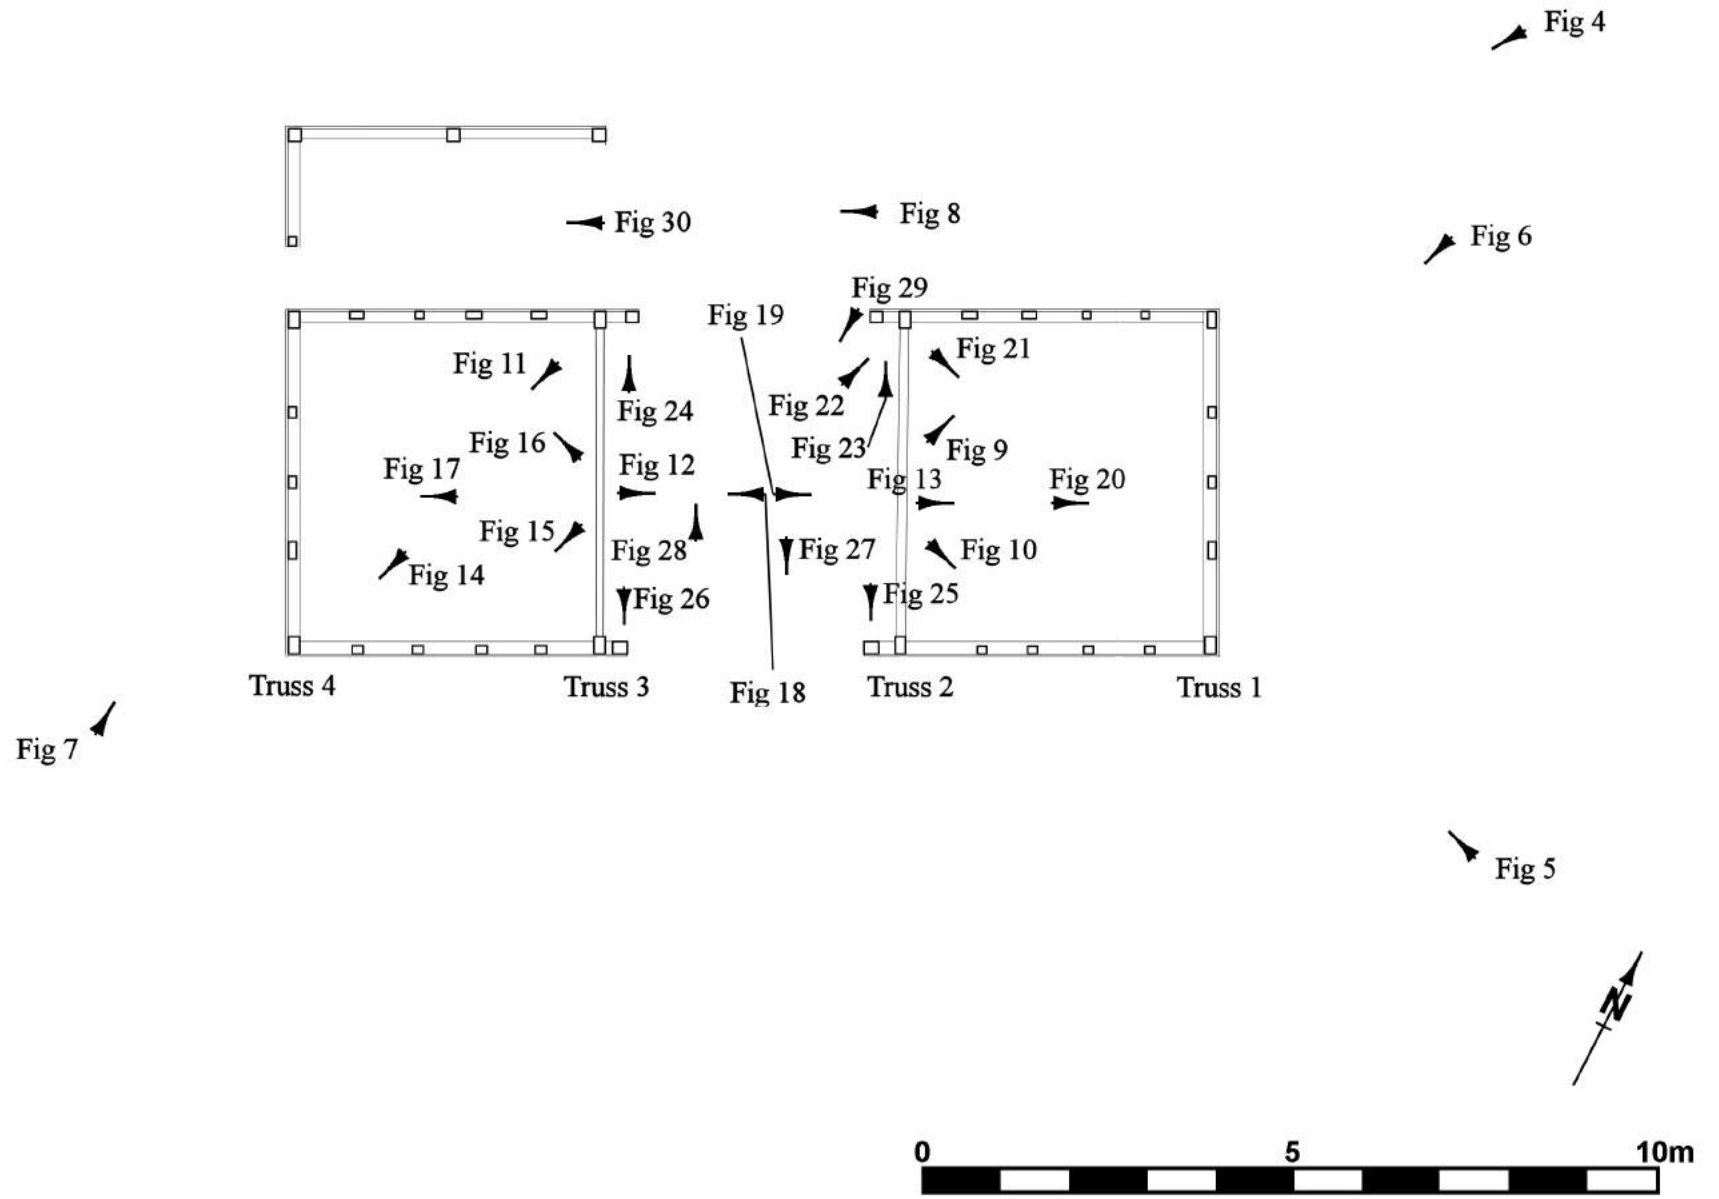 Fig 4
Fig 30
Fig 8
Fig 6
Fig 29
Fig 19
Fig 21
Fig 11
Fig 22
Fig 24
Fig 16
Fig 23
Fig 9
Fig 17
Fig 12
Fig 13
Fig 20
Fig 15
Fig 28
Fig 27
Fig 10
Fig 14
Fig 26
Fig 25
Truss 4
Truss 3
Fig 18
Truss 2
Truss 1
Fig 7
Fig 5
N
0
5
10m